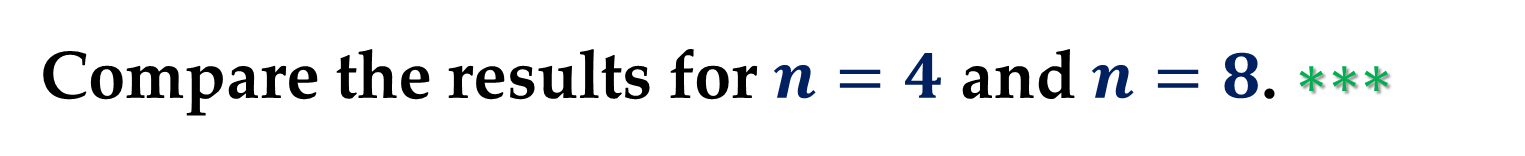 Compare the results for n = 4 and n = 8. ***